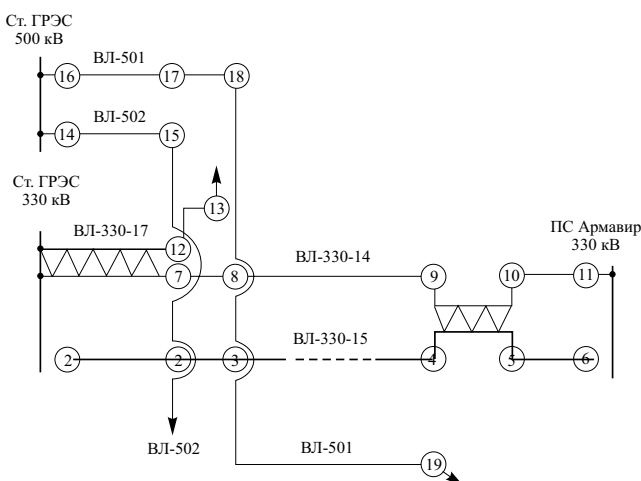 Ст. ГРЭС
500 кВ
ВЛ-501
16
17
18
ВЛ-502
14
15
Ст. ГРЭС
330 кВ
13
ВЛ-330-17
12
ПС Армавир
330 кВ
ВЛ-330-14
7
8
9
10
11
ВЛ-330-15
2
2
3
4
5
6
ВЛ-502
ВЛ-501
19